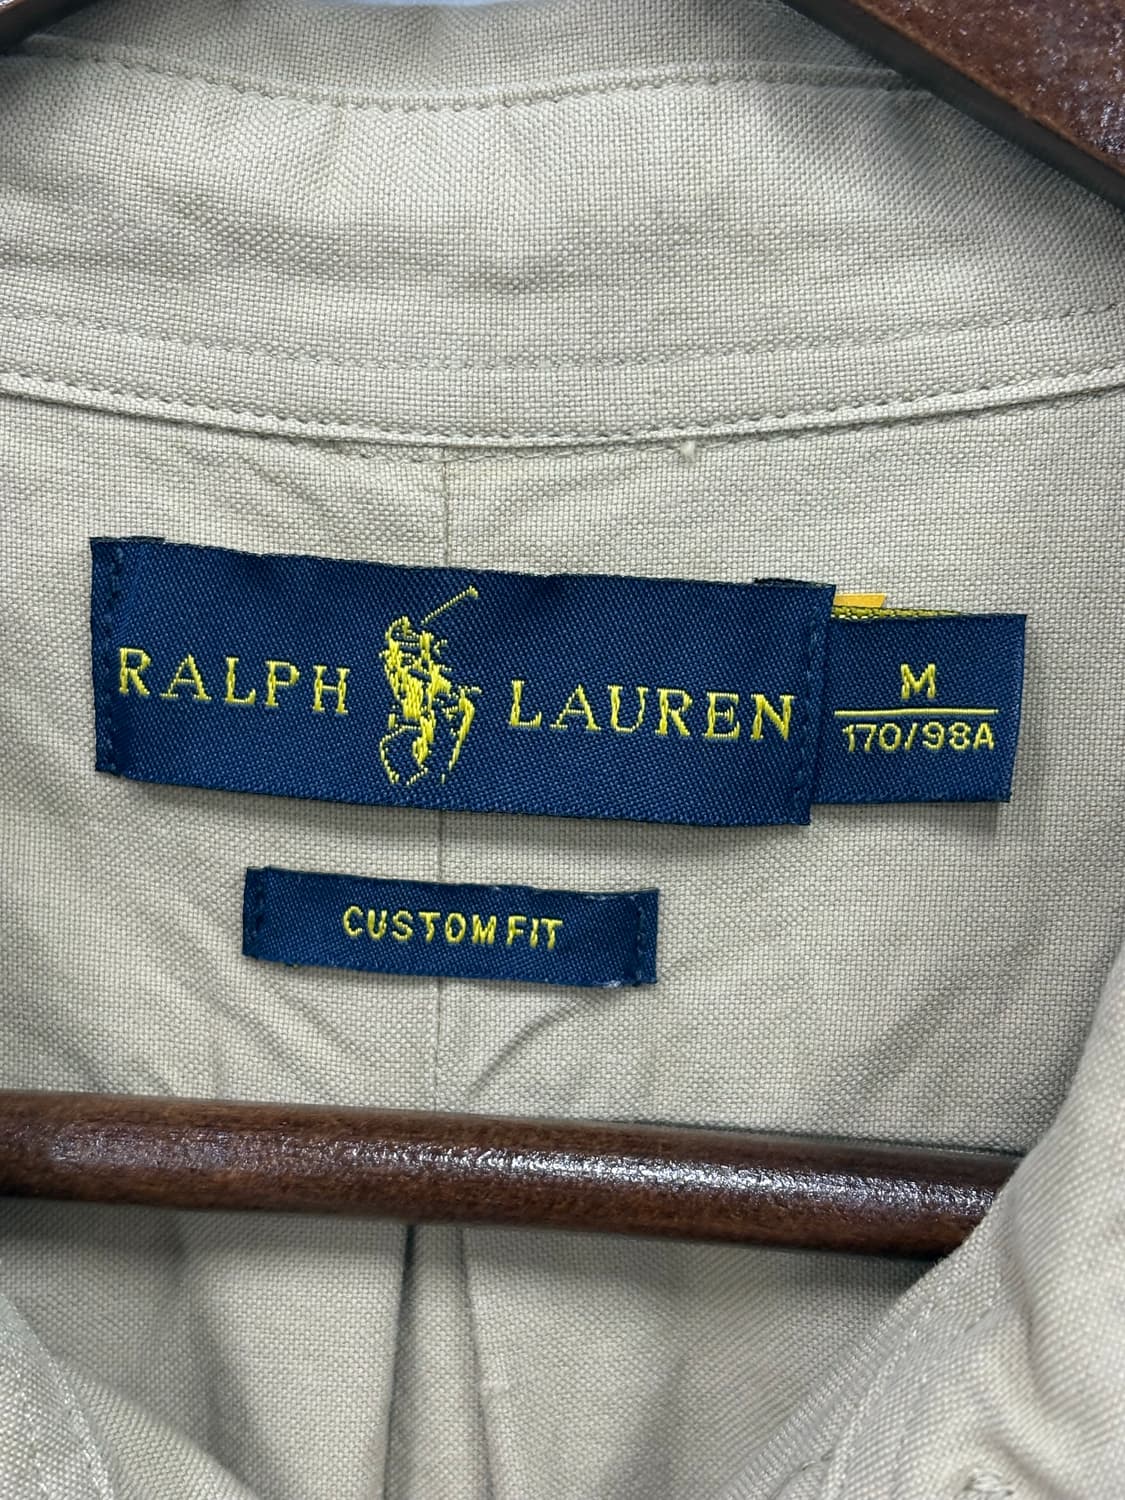 RALPH LAUREN
M
170/98A
CUSTOM FIT